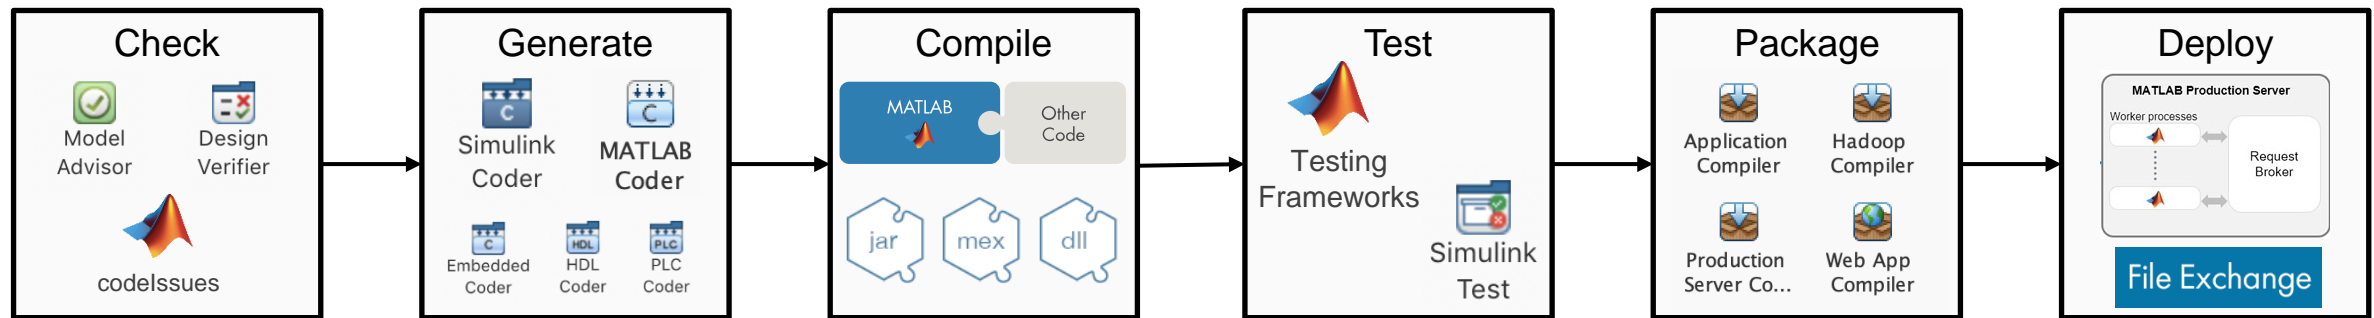 Check
Model
Advisor
Design
Verifier
codeIssues
Generate
C
Simulink
Coder
C
MATLAB
Coder
C
Embedded
Coder
HDL
HDL
Coder
PLC
PLC
Coder
Compile
MATLAB
Other
Code
jar
mex
dll
Test
Testing
Frameworks
Simulink
Test
Package
Application
Compiler
Hadoop
Compiler
Production
Server Co...
Web App
Compiler
Deploy
MATLAB Production Server
Worker processes
Request
Broker
File Exchange